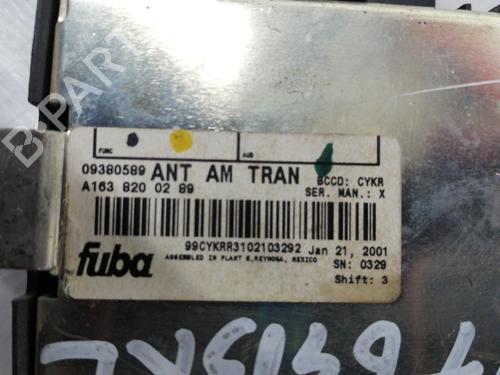 B PARTS
FUNC
AUD
09380589 ANT AM TRAN BCCD: CYKR
A163 820 02 89 SER. MAN.: X
99CYKRR3102103292 Jan 21, 2001
fuba ASSEMBLED IN PLANT 5, REYNOSA, MEXICO SN: 0329
Shift: 3